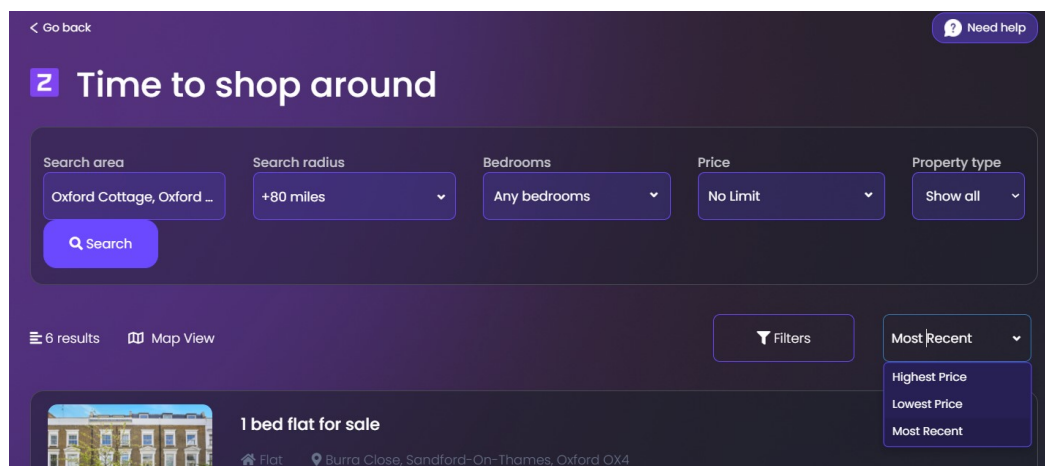 Go back
Need help
Z Time to shop around
Search area
Search radius
Bedrooms
Price
Property type
Oxford Cottage, Oxford ...
+80 miles
Any bedrooms
No Limit
Show all
Search
6 results
Map View
Filters
Most Recent
Highest Price
Lowest Price
Most Recent
1 bed flat for sale
Flat
Burra Close, Sandford-On-Thames, Oxford OX4